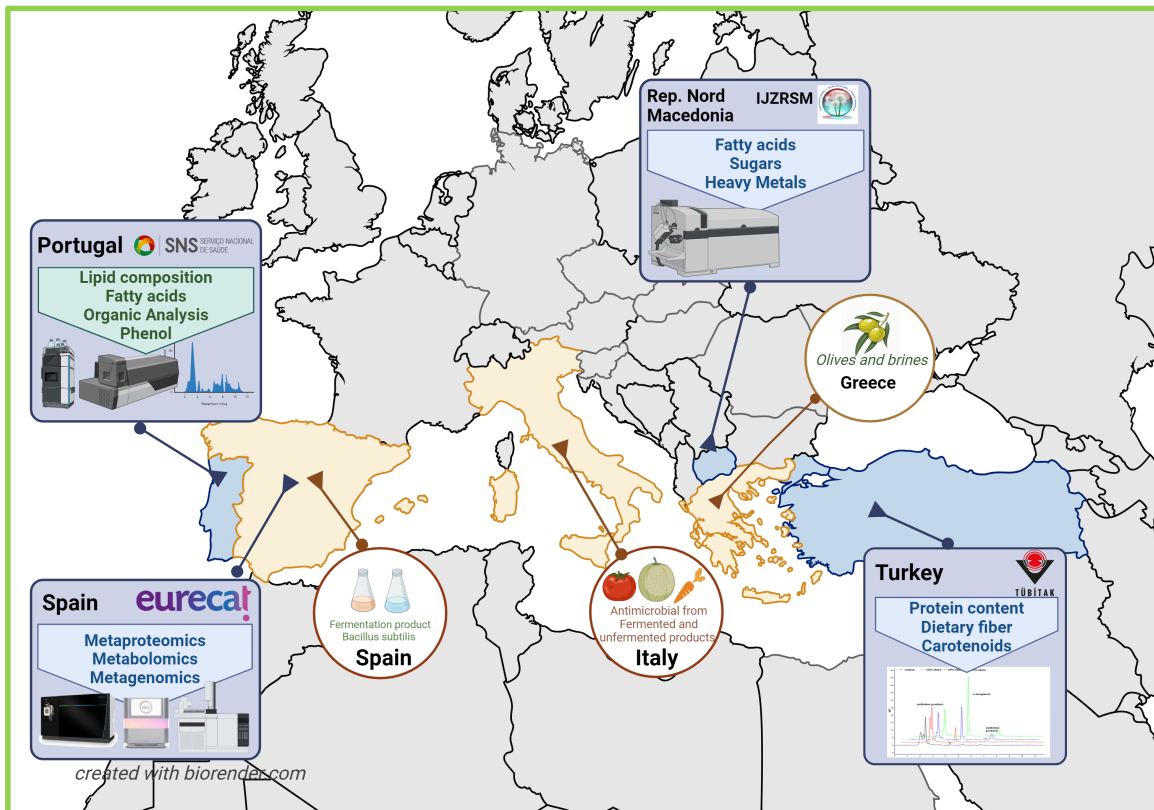 Rep. Nord
Macedonia
IJZRSM
Fatty acids
Sugars
Heavy Metals
Portugal
SNS
SERVIÇO NACIONAL
DE SAÚDE
Lipid composition
Fatty acids
Organic Analysis
Phenol
Retention time
Olives and brines
Greece
Spain
eurecat
Metaproteomics
Metabolomics
Metagenomics
Fermentation product
Bacillus subtilis
Spain
Antimicrobial from
Fermented and
unfermented products
Italy
Turkey
TÜBİTAK
Protein content
Dietary fiber
Carotenoids
created with biorender.com